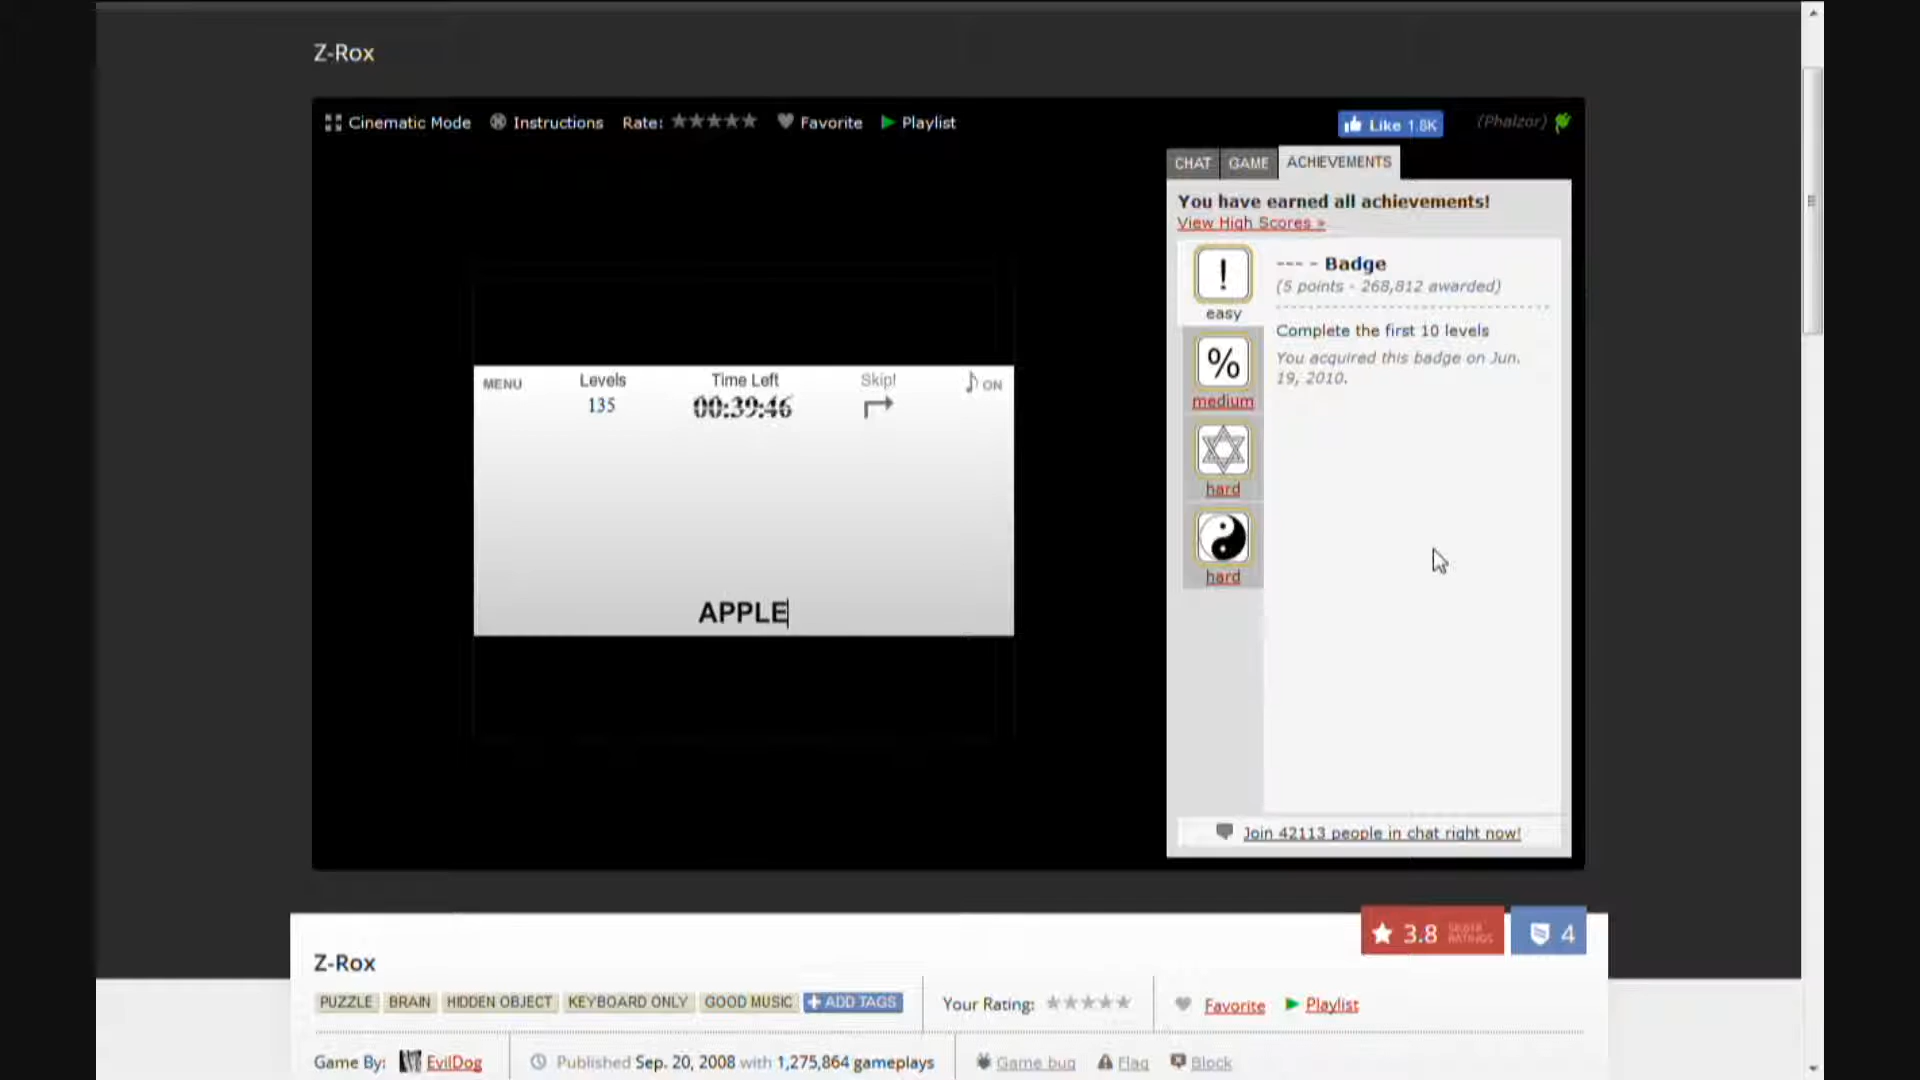 Z-Rox
Cinematic Mode Instructions Rate: Favorite Playlist Like 1.8K (Phalzor)
CHAT GAME ACHIEVEMENTS
You have earned all achievements!
View High Scores »
! --- - Badge
(5 points - 268,812 awarded)
easy
Complete the first 10 levels
You acquired this badge on Jun.
19, 2010.
%
medium
hard
hard
MENU Levels Time Left Skip! ON
135 00:39:46
APPLE
Join 42113 people in chat right now!
3.8 RATINGS 4
Z-Rox
PUZZLE BRAIN HIDDEN OBJECT KEYBOARD ONLY GOOD MUSIC + ADD TAGS Your Rating: Favorite Playlist
Game By: EvilDog Published Sep. 20, 2008 with 1,275,864 gameplays Game bug Flag Block